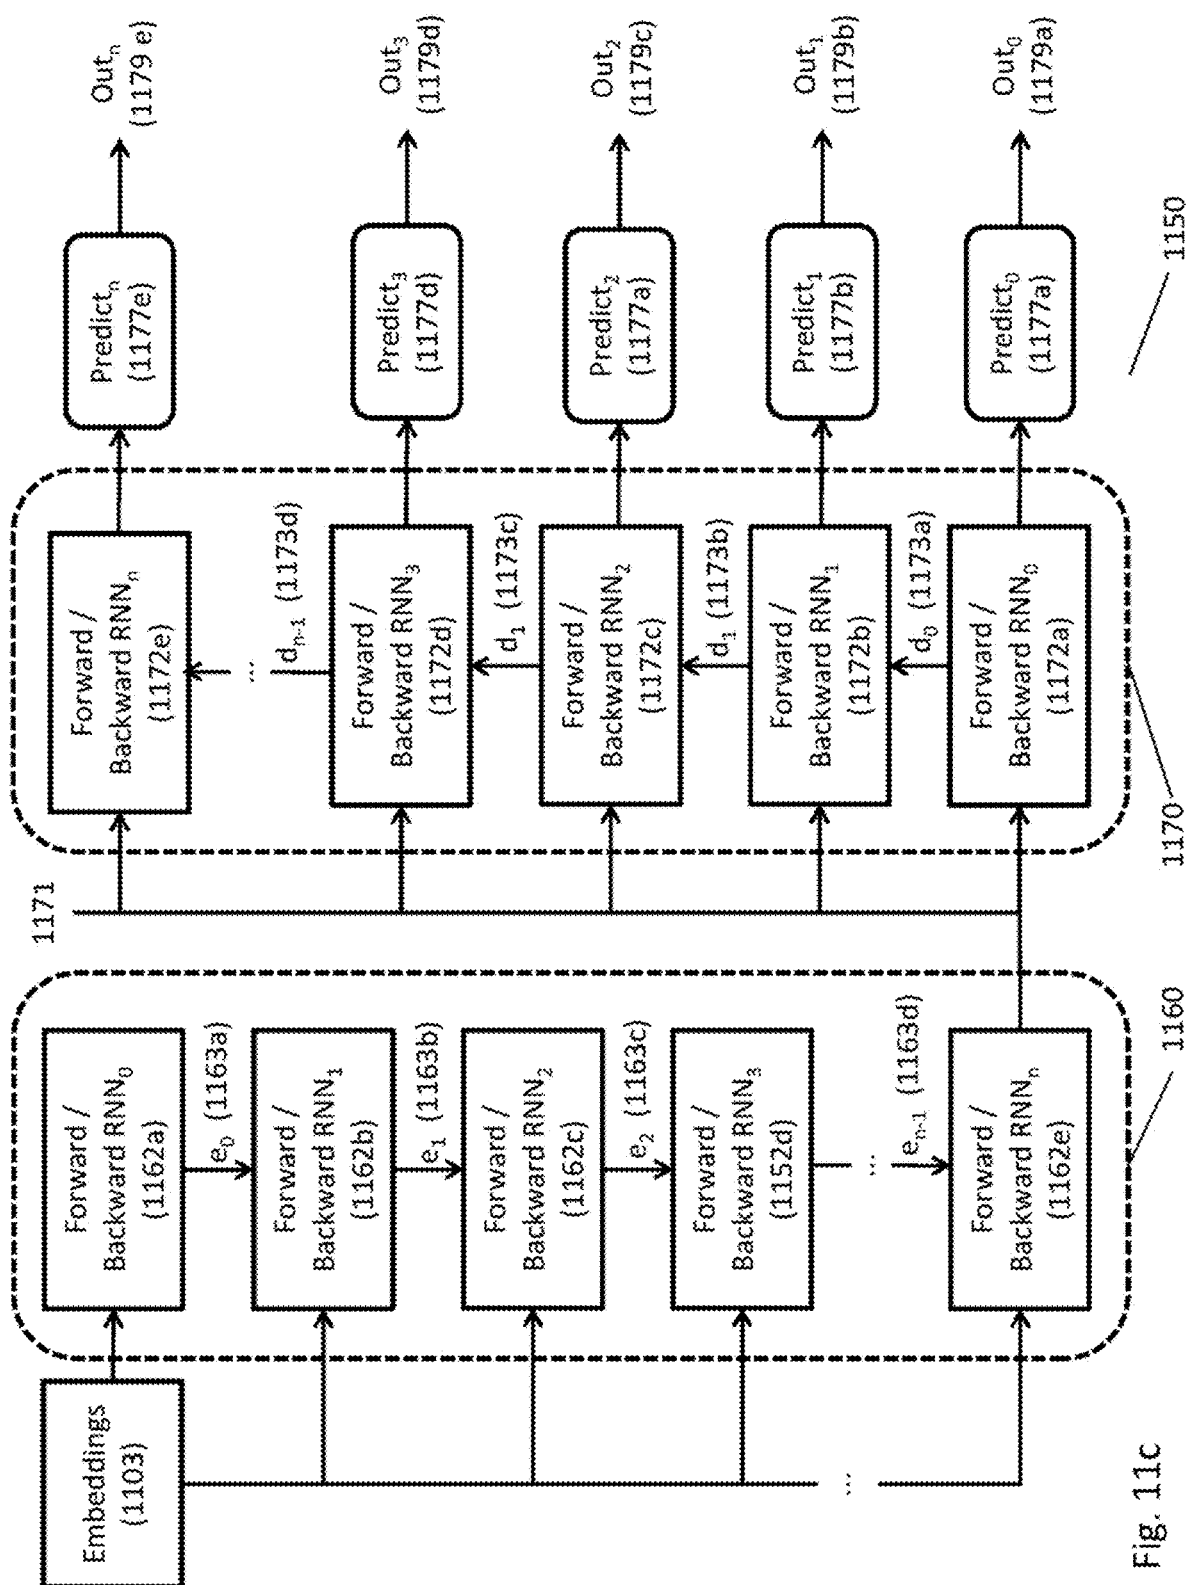 Embeddings
(1103)
Forward /
Backward RNN₀
(1162a)
e₀ (1163a)
Forward /
Backward RNN₁
(1162b)
e₁ (1163b)
Forward /
Backward RNN₂
(1162c)
e₂ (1163c)
Forward /
Backward RNN₃
(1152d)
...
...
eₙ₋₁ (1163d)
Forward /
Backward RNNₙ
(1162e)
1160
1171
Forward /
Backward RNNₙ
(1172e)
...
dₙ₋₁ (1173d)
Forward /
Backward RNN₃
(1172d)
d₁ (1173c)
Forward /
Backward RNN₂
(1172c)
d₁ (1173b)
Forward /
Backward RNN₁
(1172b)
d₀ (1173a)
Forward /
Backward RNN₀
(1172a)
1170
Predictₙ
(1177e)
Predict₃
(1177d)
Predict₂
(1177a)
Predict₁
(1177b)
Predict₀
(1177a)
Outₙ
(1179 e)
Out₃
(1179d)
Out₂
(1179c)
Out₁
(1179b)
Out₀
(1179a)
1150
Fig. 11c